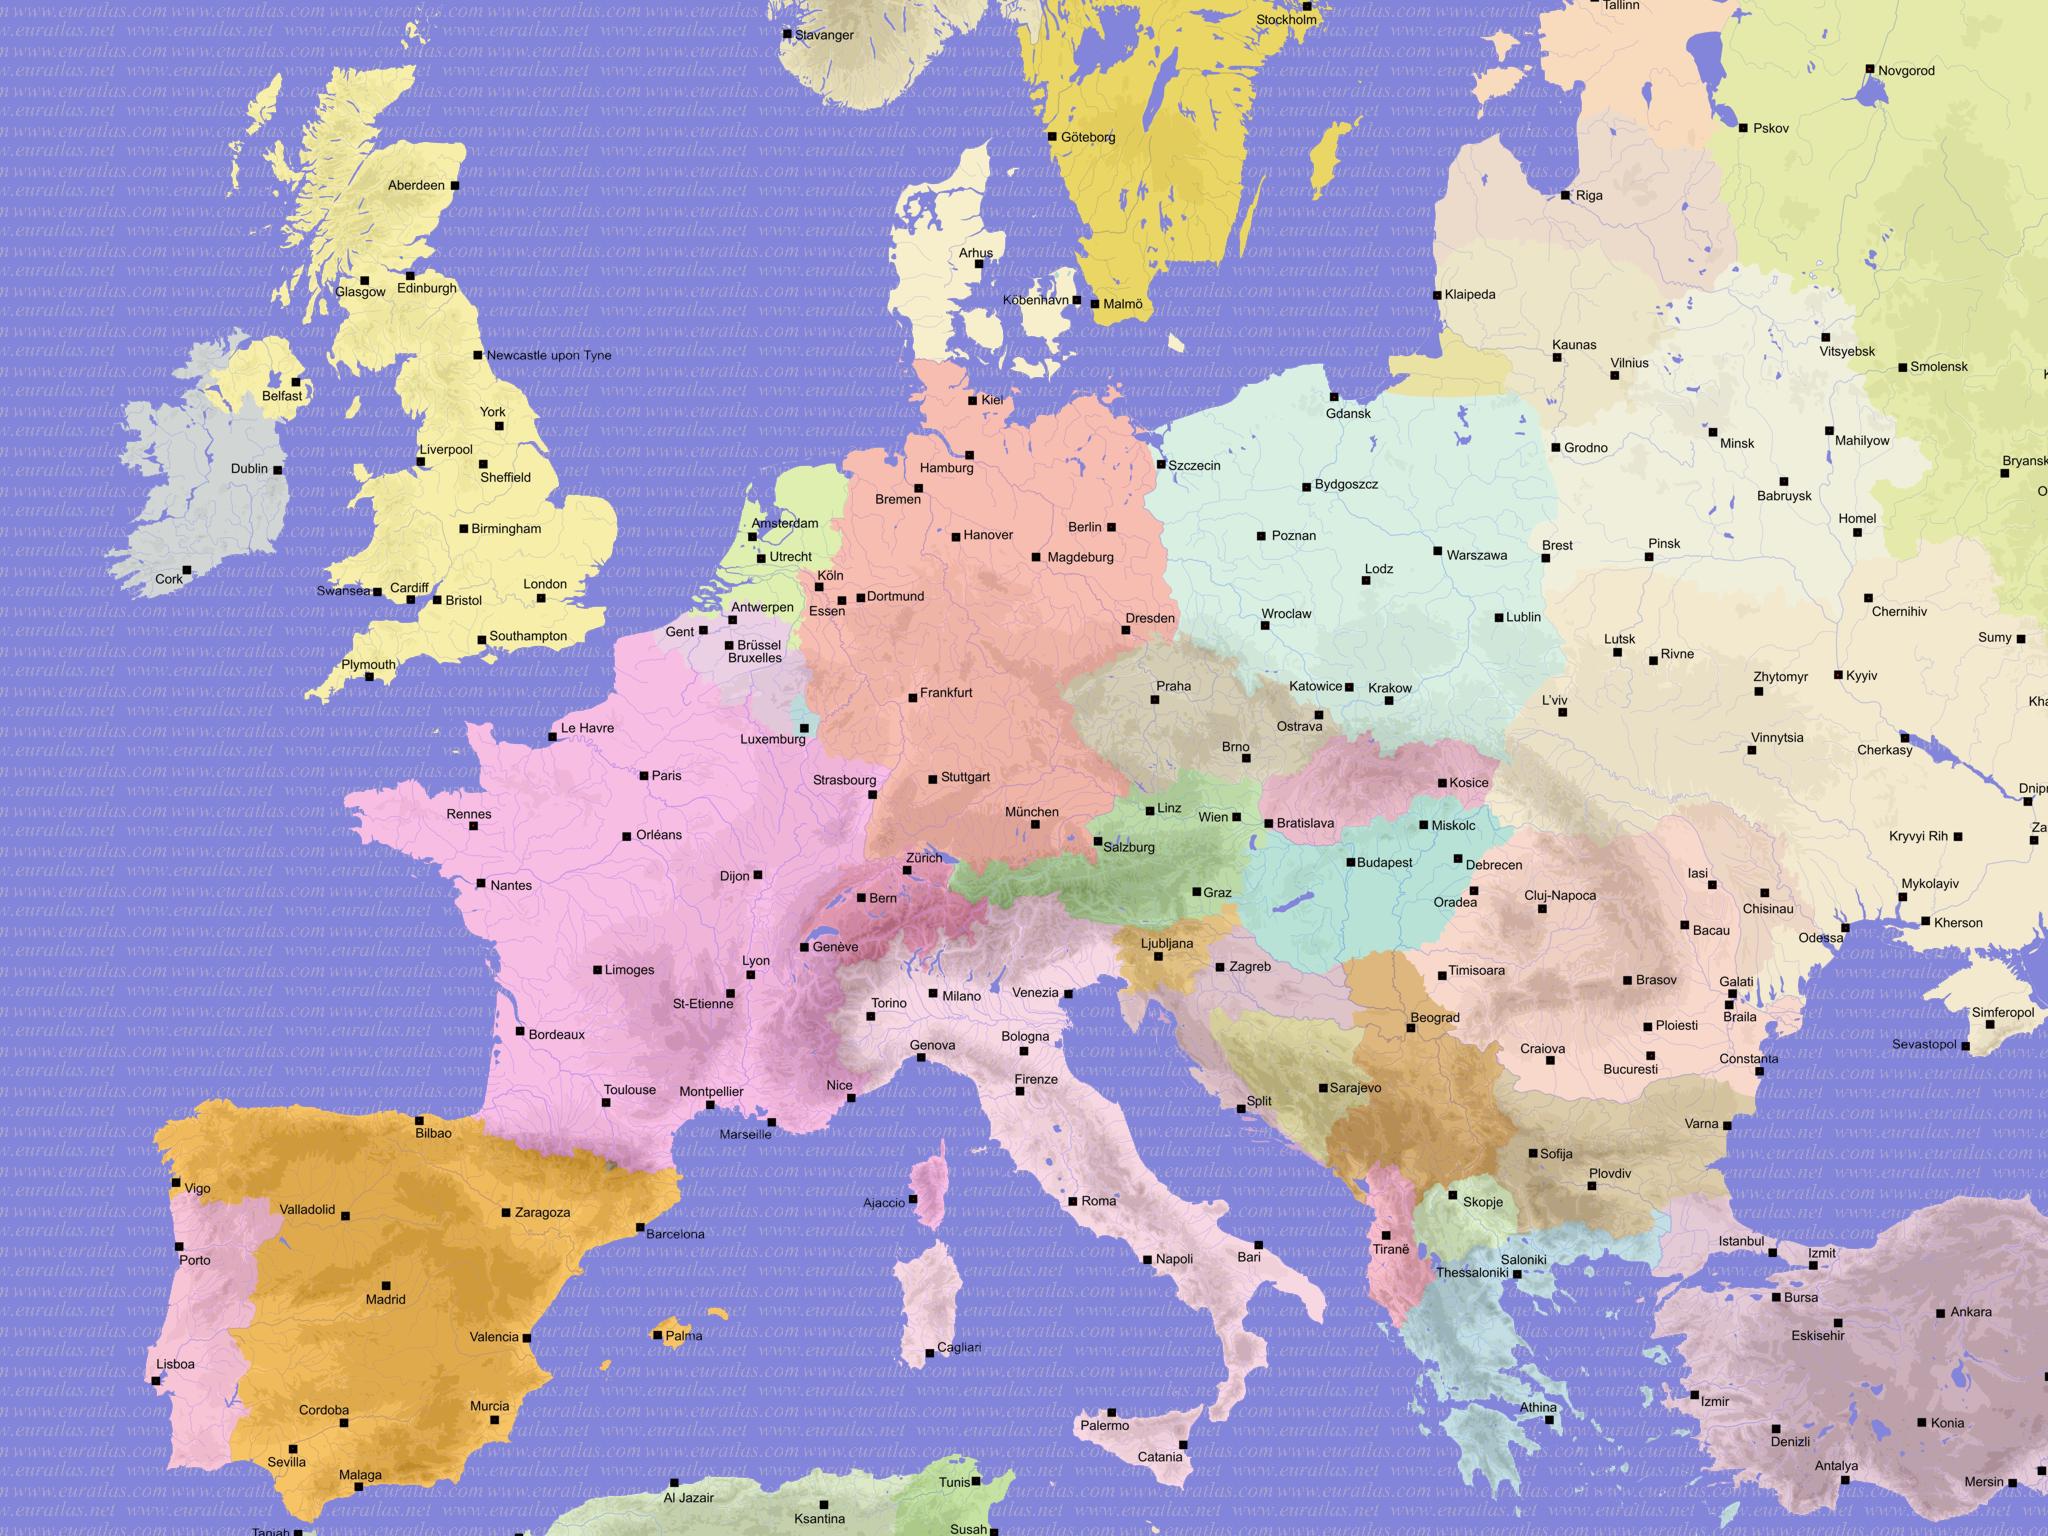 www.euratlas.com
www.euratlas.net
Stockholm
Tallinn
Stavanger
Novgorod
Göteborg
Pskov
Aberdeen
Riga
Arhus
Glasgow
Edinburgh
Köbenhavn
Malmö
Klaipeda
Newcastle upon Tyne
Kaunas
Vilnius
Vitsyebsk
Smolensk
Belfast
Kiel
Gdansk
York
Liverpool
Sheffield
Dublin
Hamburg
Szczecin
Grodno
Minsk
Mahilyow
Bryansk
Bremen
Bydgoszcz
Babruysk
Homel
Birmingham
Amsterdam
Utrecht
Hanover
Berlin
Magdeburg
Poznan
Warszawa
Brest
Pinsk
Cork
Swansea
Cardiff
Bristol
London
Köln
Essen
Dortmund
Lodz
Chernihiv
Antwerpen
Gent
Brüssel
Bruxelles
Southampton
Dresden
Wroclaw
Lublin
Lutsk
Rivne
Sumy
Plymouth
Frankfurt
Praha
Katowice
Krakow
L'viv
Zhytomyr
Kyyiv
Kha
Le Havre
Luxemburg
Ostrava
Brno
Vinnytsia
Cherkasy
Paris
Strasbourg
Stuttgart
Kosice
Dnipr
Rennes
Orléans
München
Linz
Wien
Salzburg
Bratislava
Miskolc
Kryvyi Rih
Za
Nantes
Dijon
Zürich
Bern
Graz
Budapest
Debrecen
Oradea
Cluj-Napoca
Iasi
Chisinau
Mykolayiv
Kherson
Odessa
Bacau
Genève
Ljubljana
Zagreb
Limoges
Lyon
St-Etienne
Torino
Milano
Venezia
Timisoara
Brasov
Galati
Braila
Simferopol
Sevastopol
Bordeaux
Genova
Bologna
Beograd
Ploiesti
Craiova
Bucuresti
Constanta
Toulouse
Montpellier
Nice
Firenze
Split
Sarajevo
Bilbao
Marseille
Varna
Sofija
Plovdiv
Vigo
Valladolid
Zaragoza
Barcelona
Ajaccio
Roma
Skopje
Porto
Madrid
Napoli
Bari
Tiranë
Saloniki
Thessaloniki
Istanbul
Izmit
Bursa
Eskisehir
Ankara
Valencia
Palma
Cagliari
Lisboa
Cordoba
Murcia
Palermo
Catania
Athina
Izmir
Denizli
Konia
Antalya
Mersin
Sevilla
Malaga
Al Jazair
Ksantina
Tunis
Susah
Tanjah